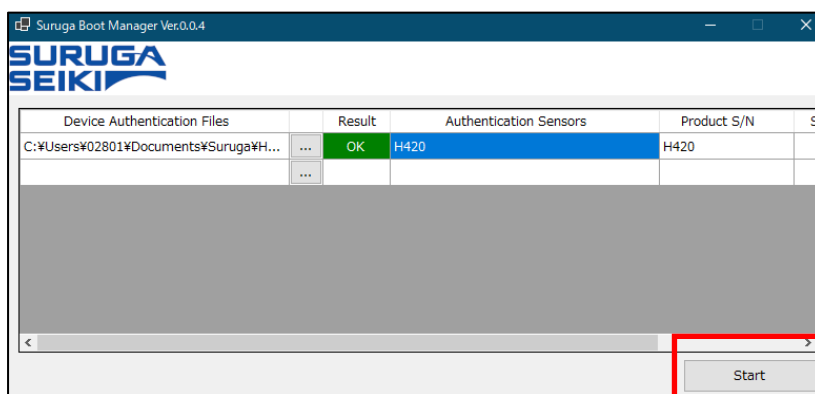 Suruga Boot Manager Ver.0.0.4
SURUGA
SEIKI
Device Authentication Files Result Authentication Sensors Product S/N S
C:¥Users¥02801¥Documents¥Suruga¥H... ... OK H420 H420
...
Start